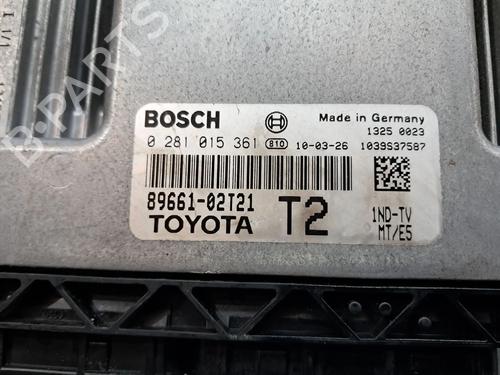 B-PARTS
BOSCH
Made in Germany
1325 0023
0 281 015 361 810 10-03-26 1039S37587
89661-02T21
TOYOTA T2
1ND-TV
MT/E5